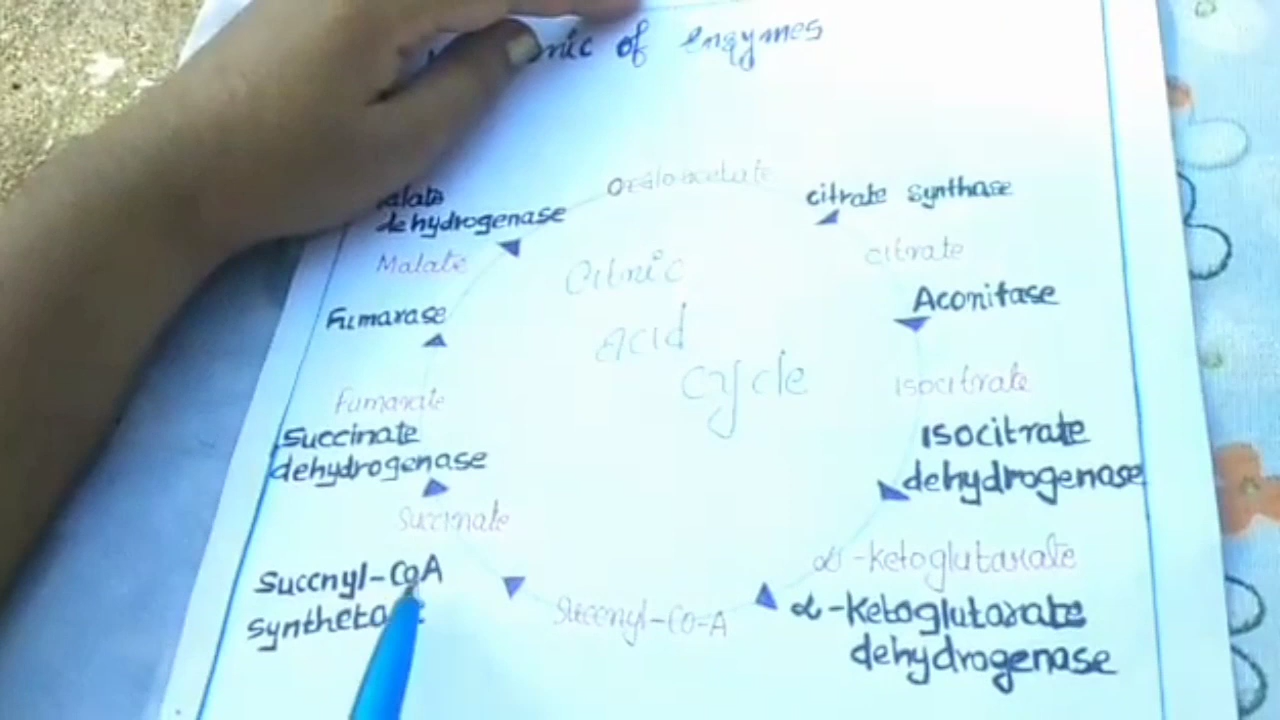 of enzymes
Oxaloacetate
citrate synthase
citrate
Aconitase
Isocitrate
Isocitrate
dehydrogenase
α-ketoglutarate
α-Ketoglutarate
dehydrogenase
Succnyl-Co-A
Succnyl-CoA
Succinate
Succinate
dehydrogenase
Fumarate
Fumarase
Malate
dehydrogenase
Citric
acid
cycle